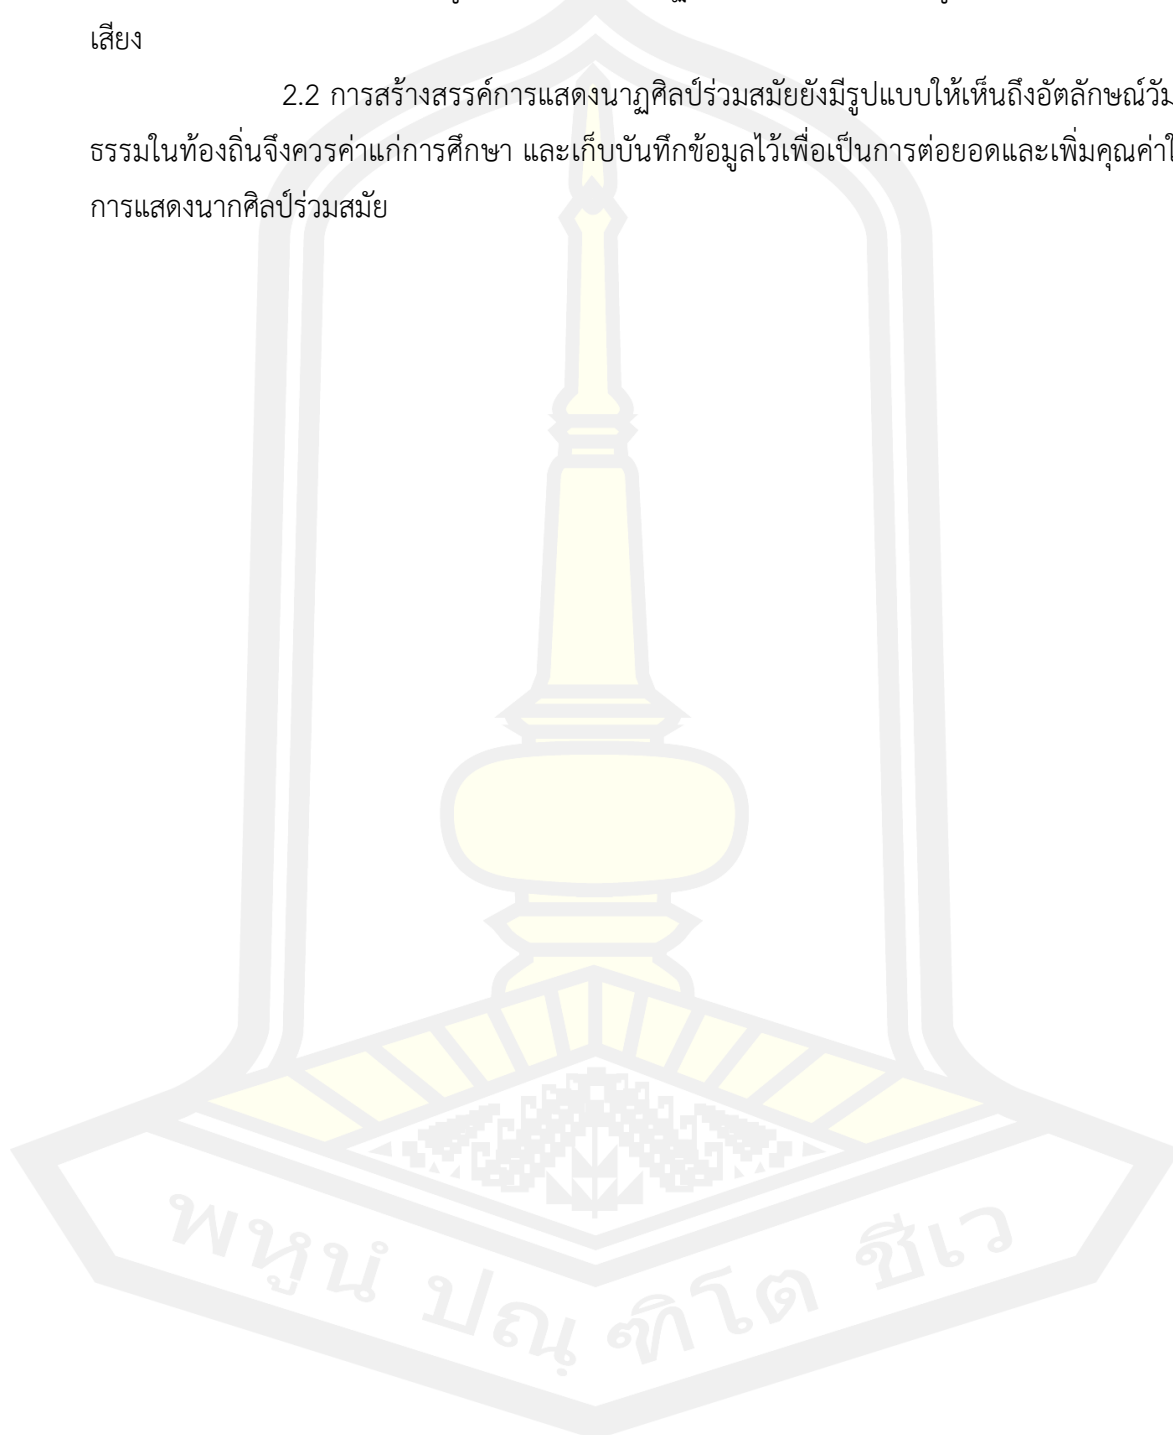 เสียง
2.2 การสร้างสรรค์การแสดงนาฏศิลป์ร่วมสมัยยังมีรูปแบบให้เห็นถึงอัตลักษณ์วัฒ
ธรรมในท้องถิ่นจึงควรค่าแก่การศึกษา และเก็บบันทึกข้อมูลไว้เพื่อเป็นการต่อยอดและเพิ่มคุณค่าใ
การแสดงนากศิลป์ร่วมสมัย
พหูนํ ปณฺฑิโต ชีเว